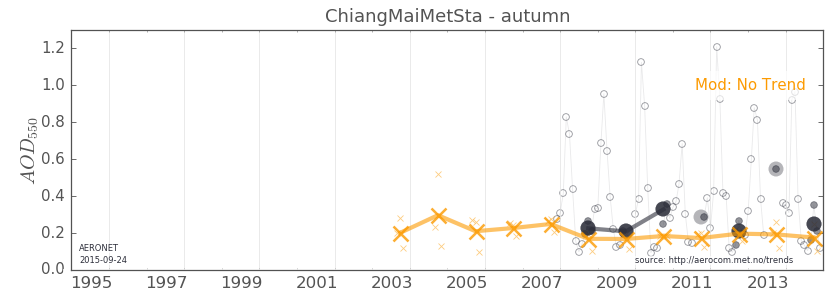 ChiangMaiMetSta - autumn
1.2
1.0
0.8
0.6
0.4
0.2
0.0
AOD550
Mod: No Trend
AERONET
2015-09-24
source: http://aerocom.met.no/trends
1995 1997 1999 2001 2003 2005 2007 2009 2011 2013